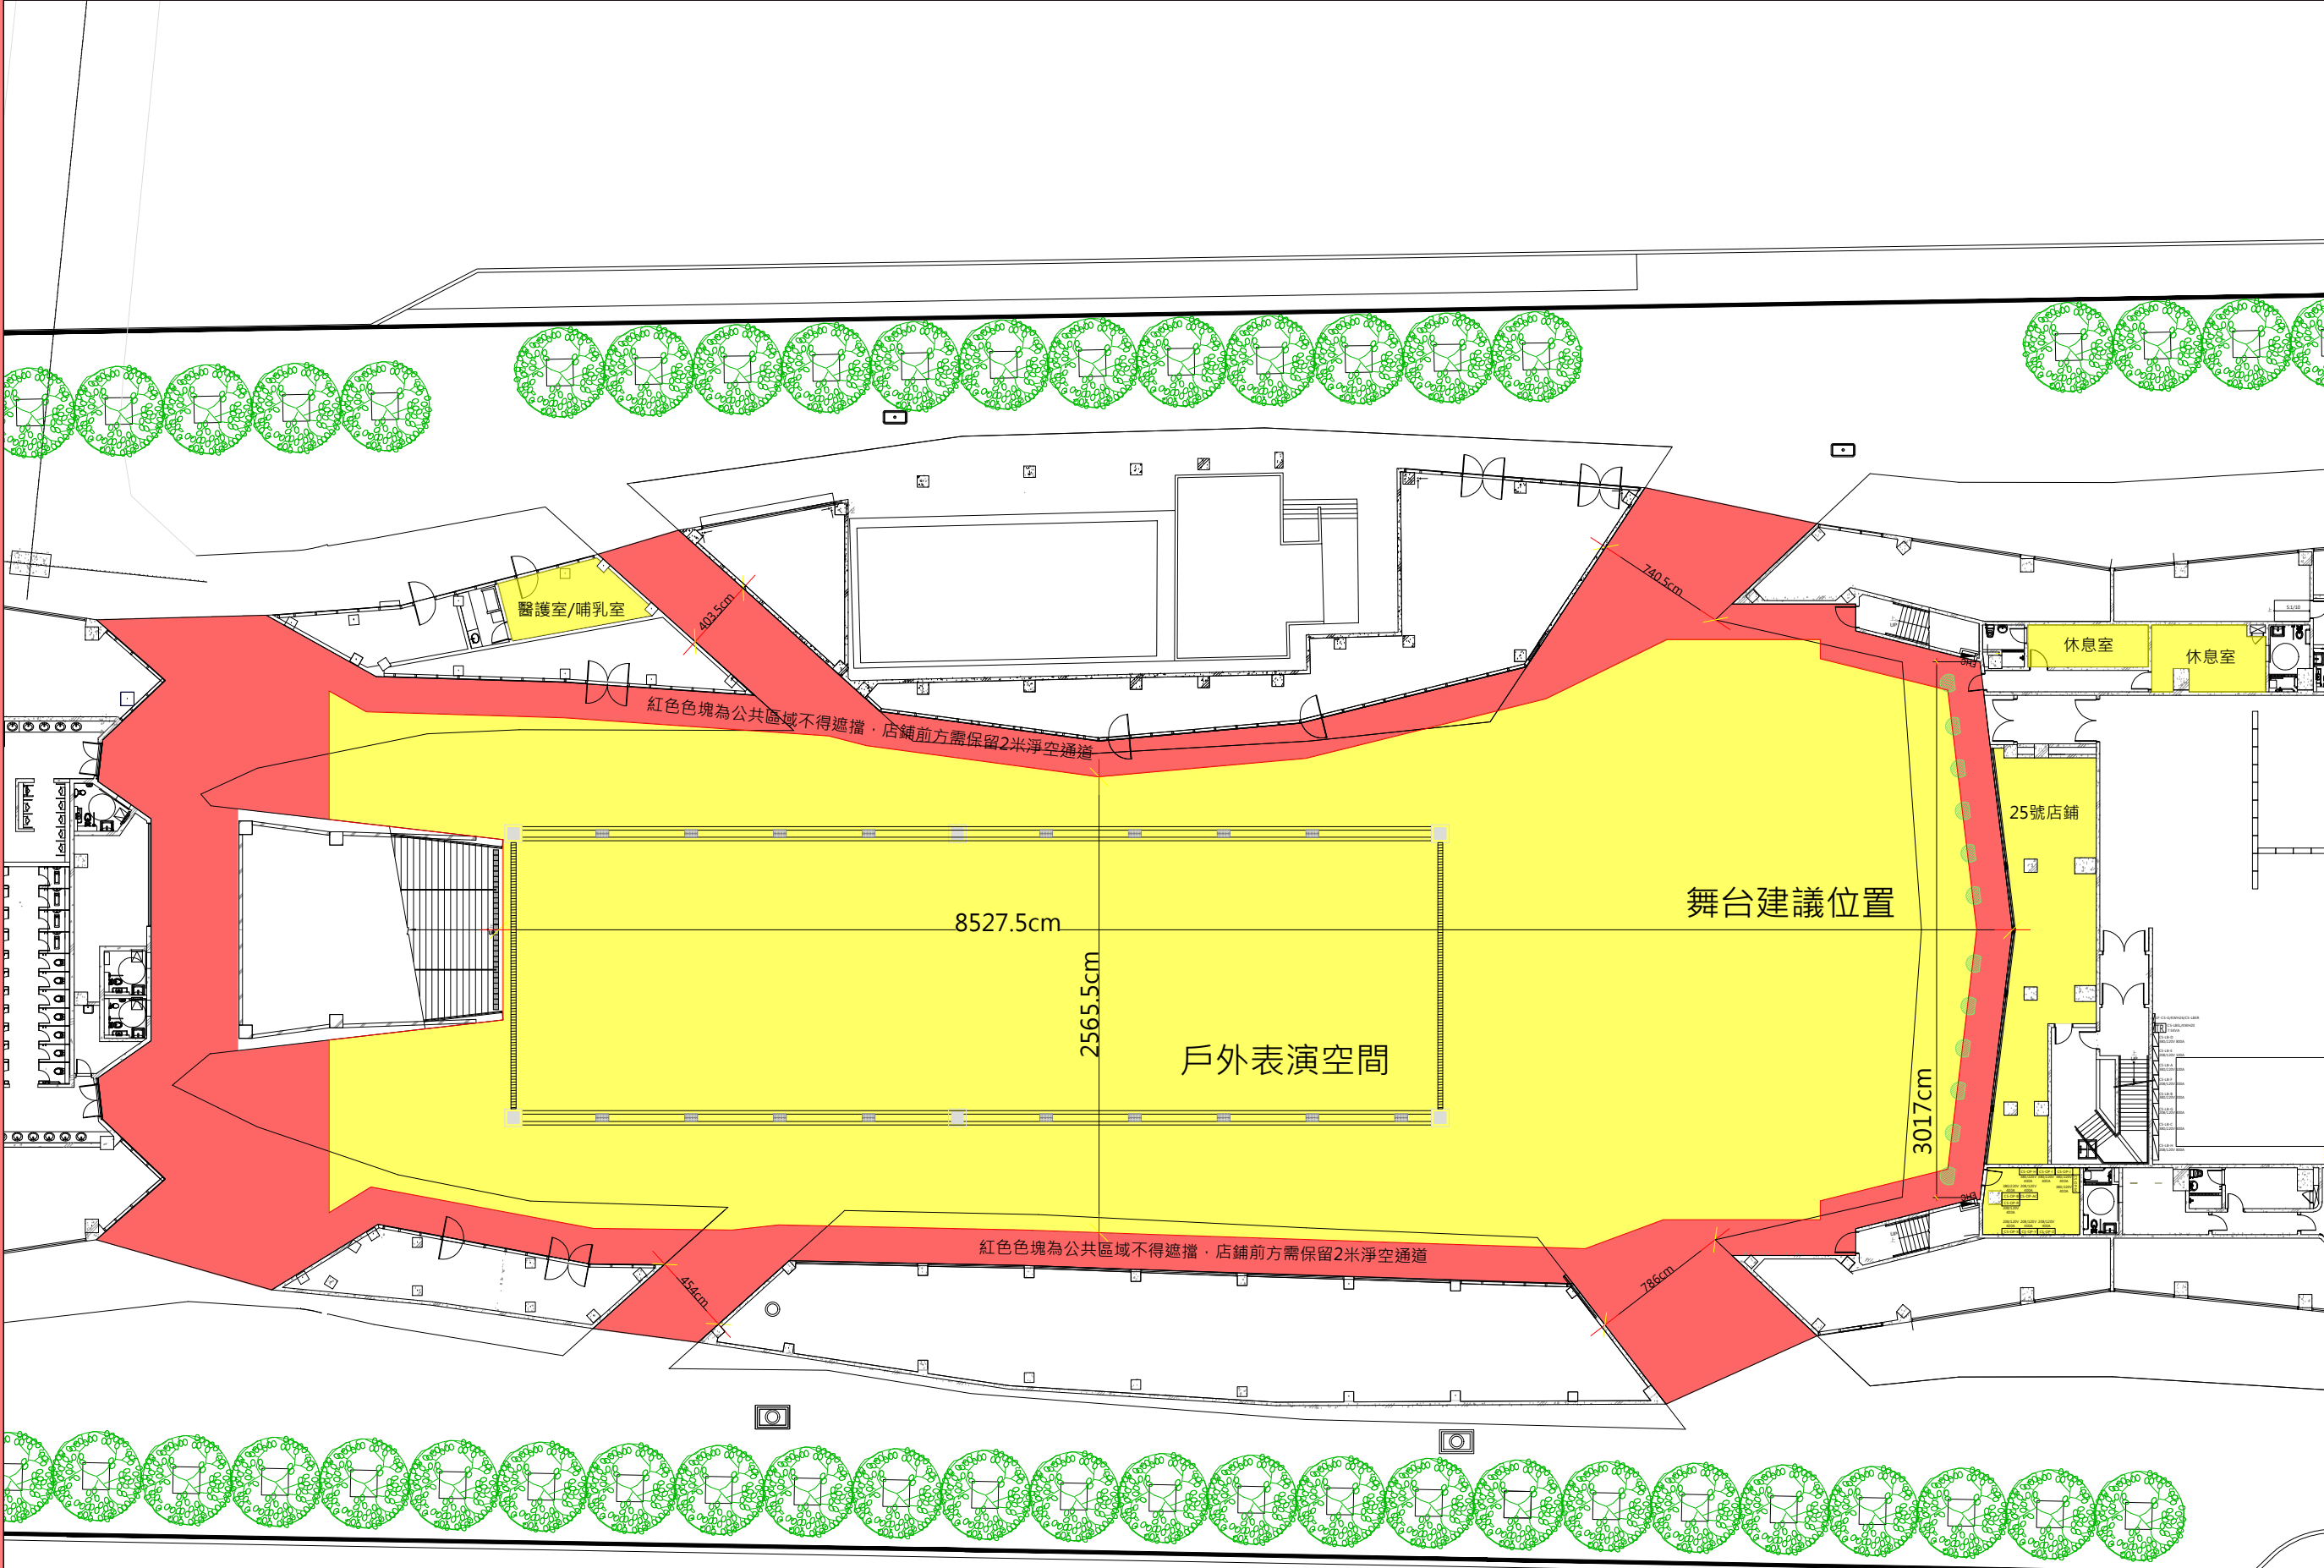 740.5cm
403.5cm
醫護室/哺乳室
UP
休息室
休息室
紅色色塊為公共區域不得遮擋，店鋪前方需保留2米淨空通道
25號店鋪
舞台建議位置
8527.5cm
2565.5cm
戶外表演空間
3017cm
紅色色塊為公共區域不得遮擋，店鋪前方需保留2米淨空通道
UP
454cm
786cm